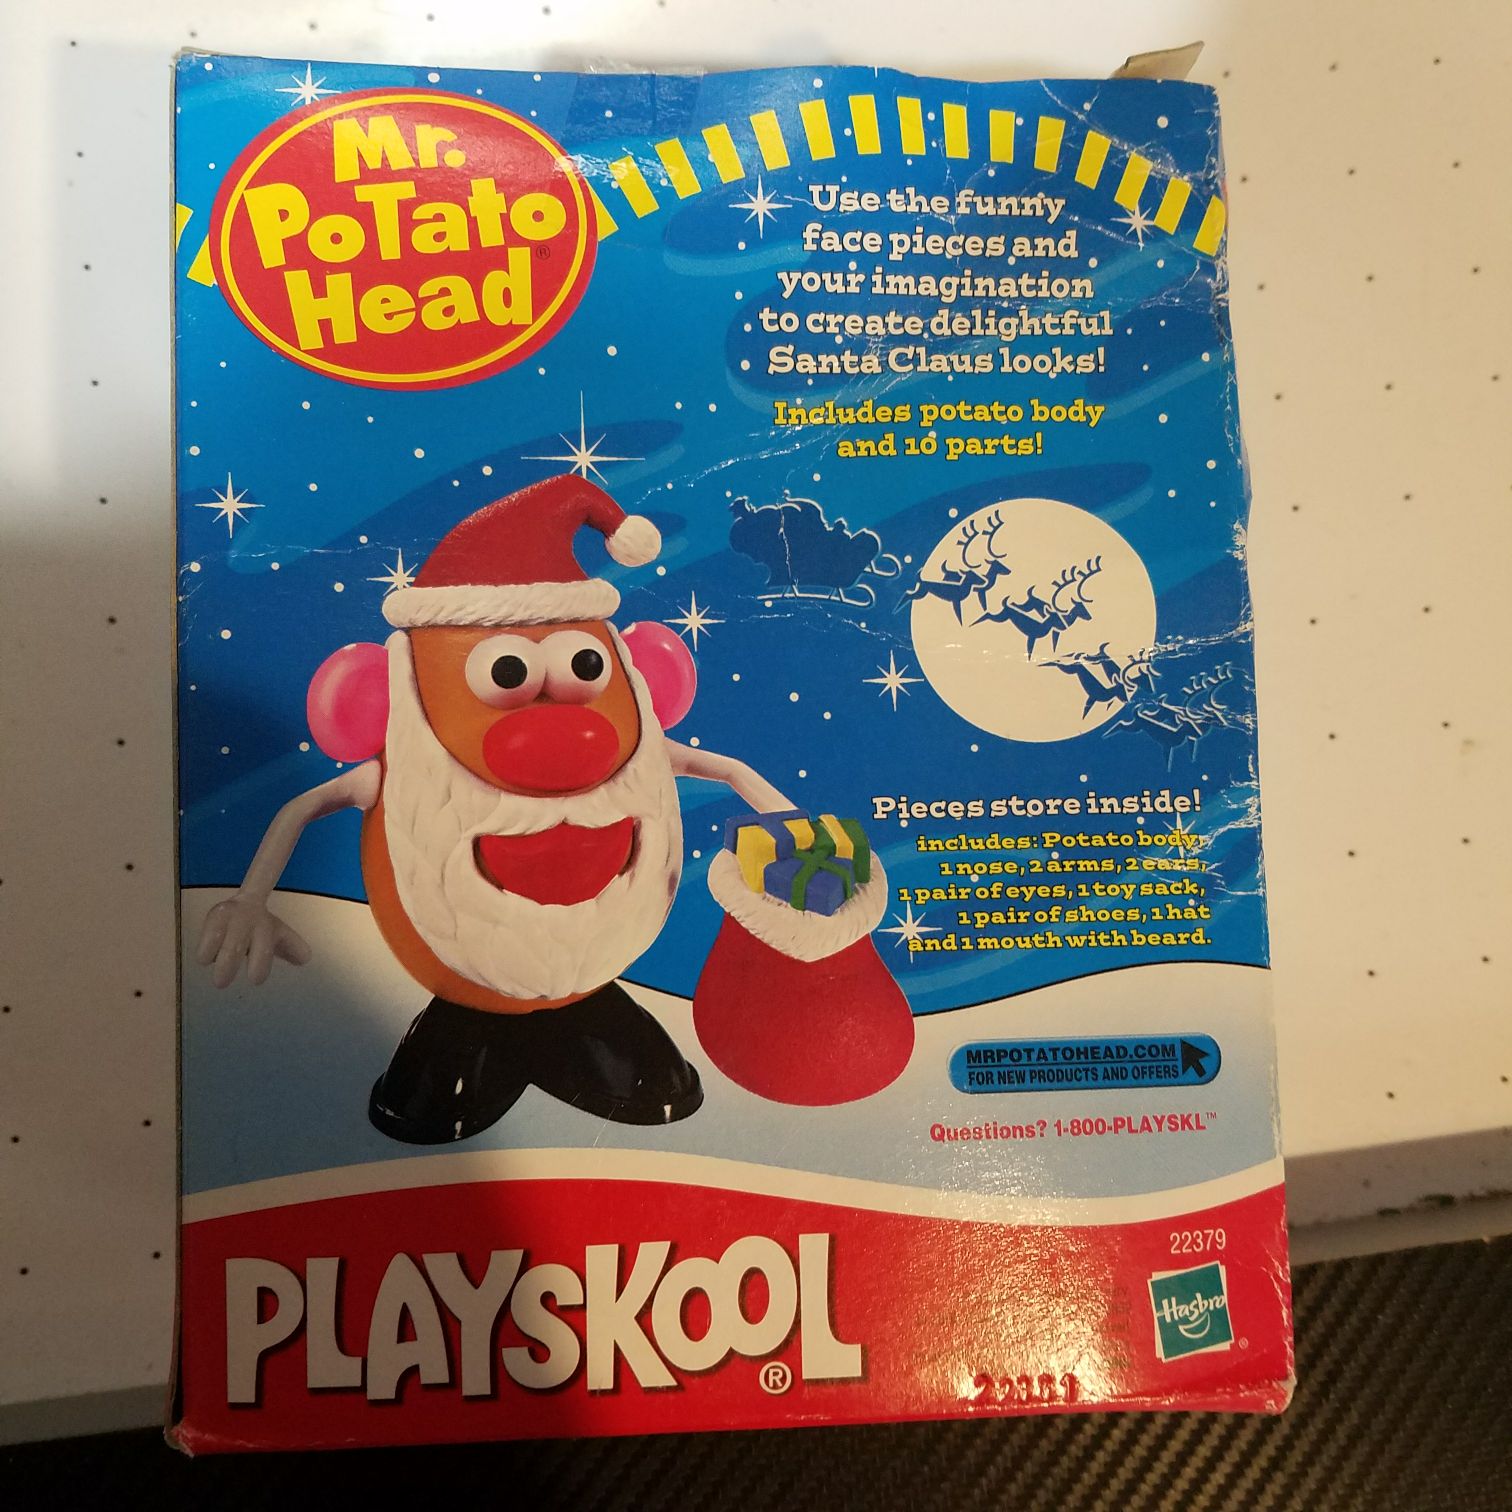 Mr.
PoTaTo
Head®
Use the funny
face pieces and
your imagination
to create delightful
Santa Claus looks!
Includes potato body
and 10 parts!
Pieces store inside!
includes: Potato body,
1 nose, 2 arms, 2 ears,
1 pair of eyes, 1 toy sack,
1 pair of shoes, 1 hat
and 1 mouth with beard.
MRPOTATOHEAD.COM
FOR NEW PRODUCTS AND OFFERS
Questions? 1-800-PLAYSKL™
PLAYSKOOL®
22379
Hasbro®